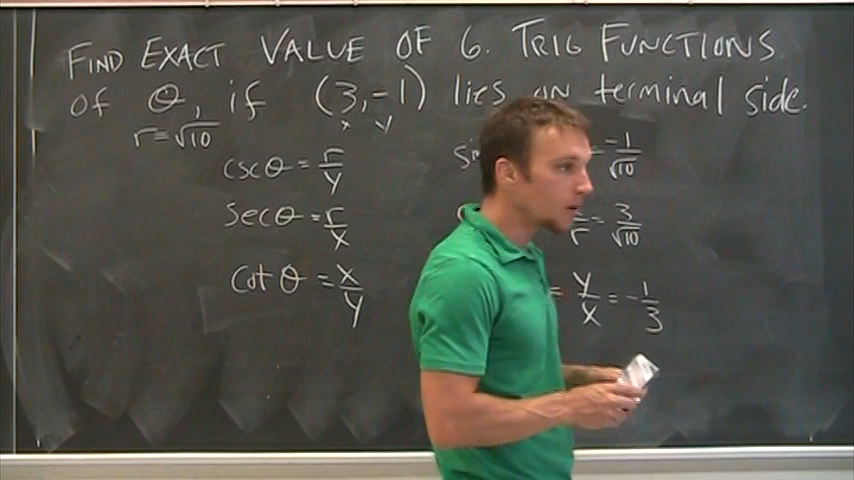 FIND EXACT VALUE OF 6. TRIG FUNCTIONS
of θ, if (3,-1) lies on terminal side.
x y
r=√10
cscθ = r/y
secθ = r/x
cot θ = x/y
= -1/√10
r = 3/√10
= y/x = -1/3